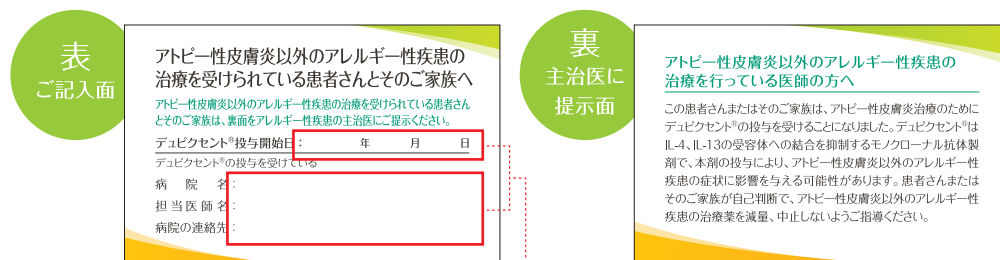 表
ご記入面
アトピー性皮膚炎以外のアレルギー性疾患の
治療を受けられている患者さんとそのご家族へ
アトピー性皮膚炎以外のアレルギー性疾患の治療を受けられている患者さん
とそのご家族は、裏面をアレルギー性疾患の主治医にご提示ください。
デュピクセント®投与開始日： 年 月 日
デュピクセント®の投与を受けている
病院名：
担当医師名：
病院の連絡先：
裏
主治医に
提示面
アトピー性皮膚炎以外のアレルギー性疾患の
治療を行っている医師の方へ
この患者さんまたはそのご家族は、アトピー性皮膚炎治療のために
デュピクセント®の投与を受けることになりました。デュピクセント®は
IL-4、IL-13の受容体への結合を抑制するモノクローナル抗体製
剤で、本剤の投与により、アトピー性皮膚炎以外のアレルギー性
疾患の症状に影響を与える可能性があります。患者さんまたは
そのご家族が自己判断で、アトピー性皮膚炎以外のアレルギー性
疾患の治療薬を減量、中止しないようご指導ください。